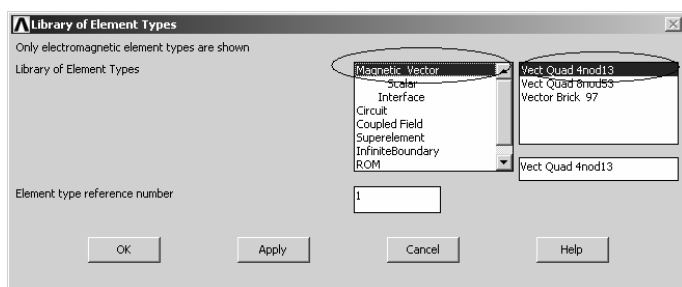 Library of Element Types
Only electromagnetic element types are shown
Library of Element Types
Magnetic Vector
Scalar
Interface
Circuit
Coupled Field
Superelement
InfiniteBoundary
ROM
Vect Quad 4nod13
Vect Quad 8nod53
Vector Brick 97
Vect Quad 4nod13
Element type reference number
1
OK
Apply
Cancel
Help